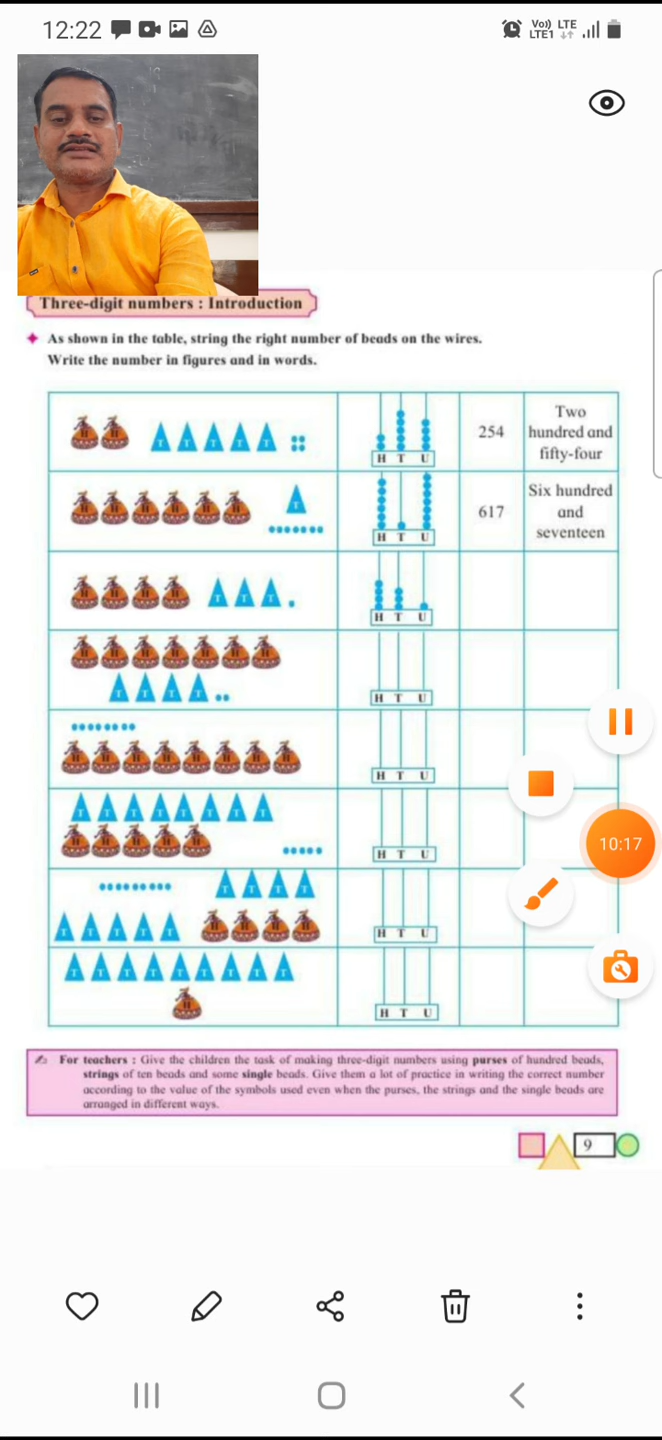 12:22
Vo)) LTE
LTE1
Three-digit numbers : Introduction
As shown in the table, string the right number of beads on the wires.
Write the number in figures and in words.
H H T T T T T
H T U
254
Two
hundred and
fifty-four
H H H H H H T
H T U
617
Six hundred
and
seventeen
H H H H T T T
H T U
H H H H H H H
T T T T
H T U
H H H H H H H H
H T U
T T T T T T T T
H H H H H
H T U
T T T T
T T T T T H H H H
H T U
T T T T T T T T T
H
H T U
10:17
For teachers : Give the children the task of making three-digit numbers using purses of hundred beads,
strings of ten beads and some single beads. Give them a lot of practice in writing the correct number
according to the value of the symbols used even when the purses, the strings and the single beads are
arranged in different ways.
9